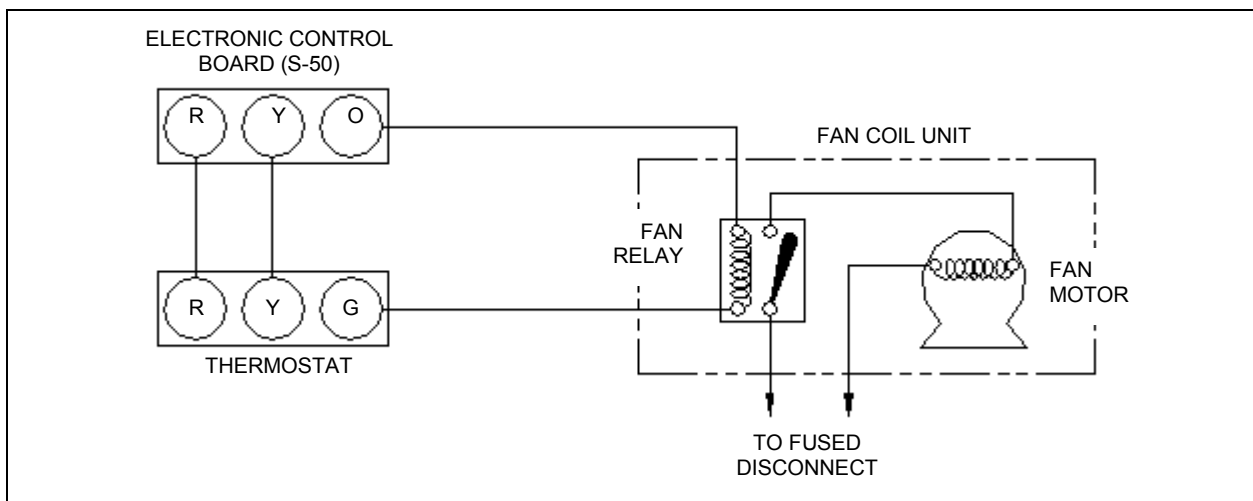 ELECTRONIC CONTROL
BOARD (S-50)
R Y O
FAN COIL UNIT
FAN
RELAY
FAN
MOTOR
R Y G
THERMOSTAT
TO FUSED
DISCONNECT